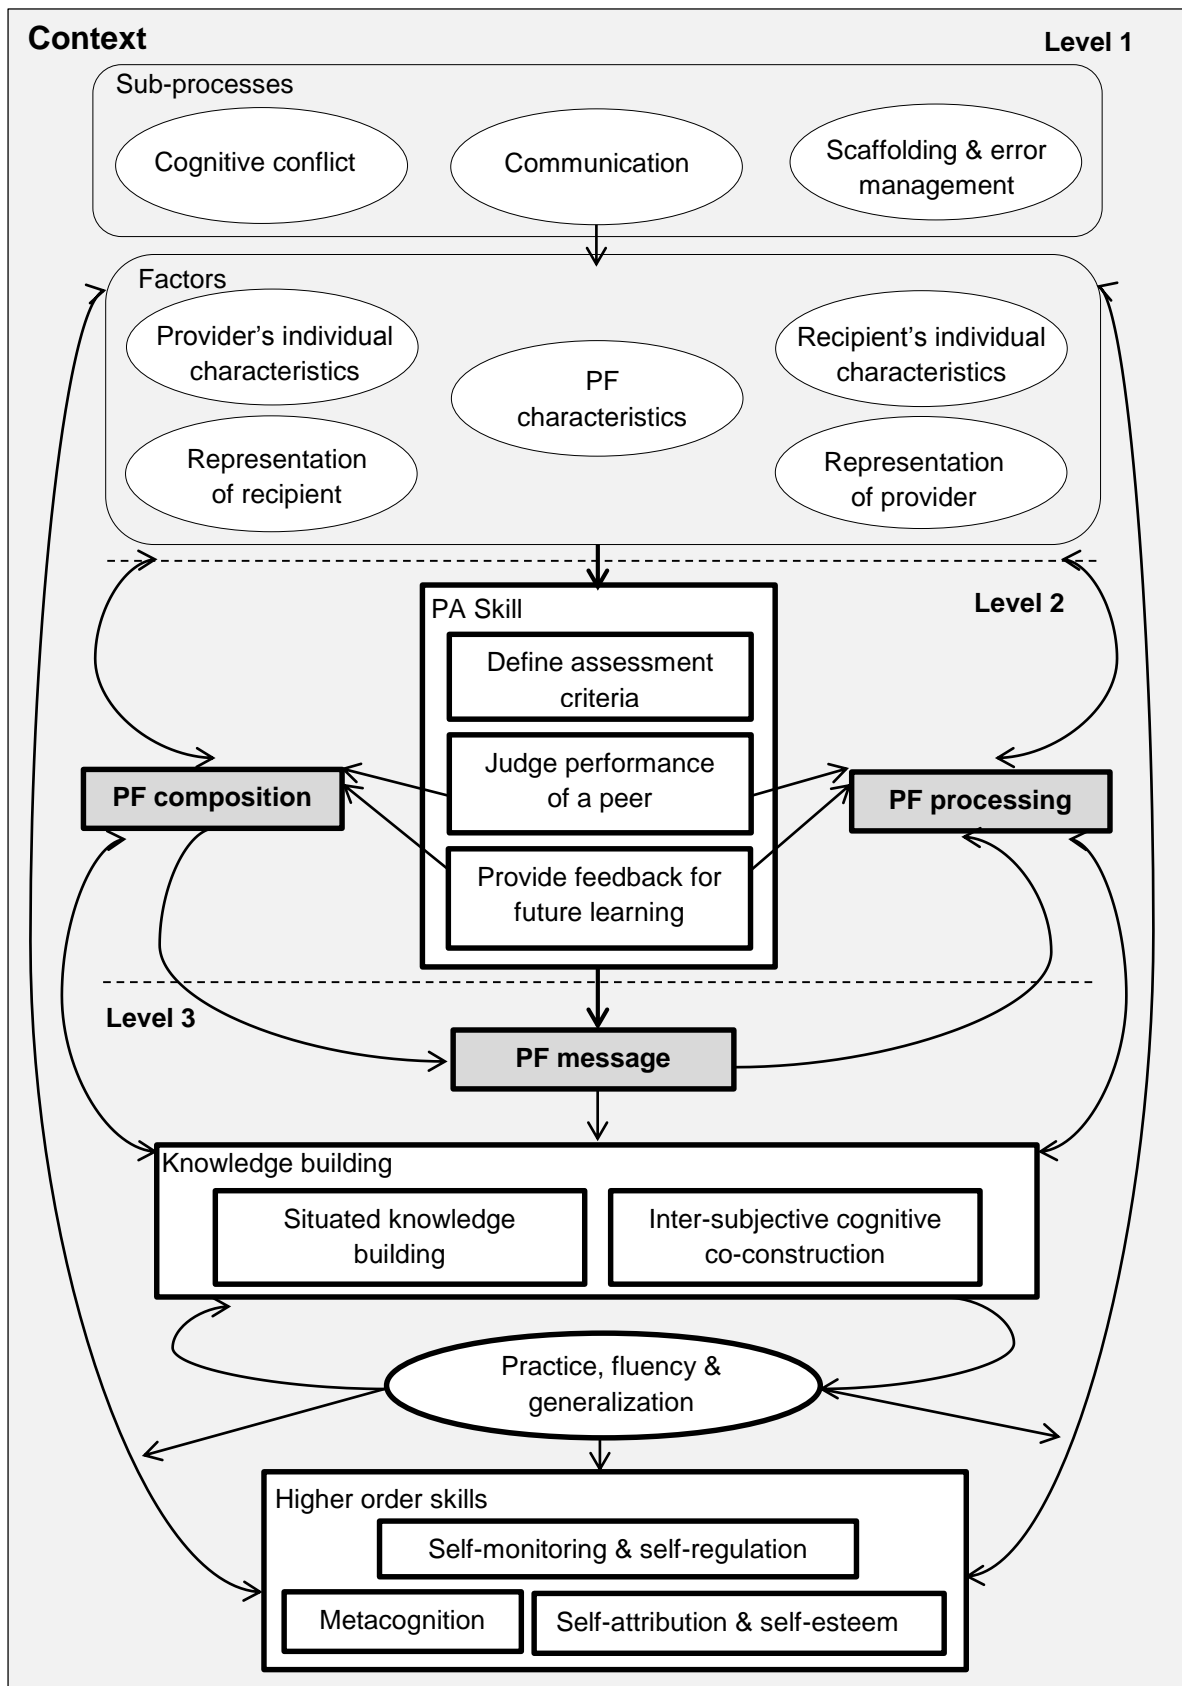 Context
Level 1
Sub-processes
Cognitive conflict
Communication
Scaffolding & error
management
Factors
Provider’s individual
characteristics
PF
characteristics
Recipient’s individual
characteristics
Representation
of recipient
Representation
of provider
Level 2
PA Skill
Define assessment
criteria
Judge performance
of a peer
Provide feedback for
future learning
PF composition
PF processing
Level 3
PF message
Knowledge building
Situated knowledge
building
Inter-subjective cognitive
co-construction
Practice, fluency &
generalization
Higher order skills
Self-monitoring & self-regulation
Metacognition
Self-attribution & self-esteem